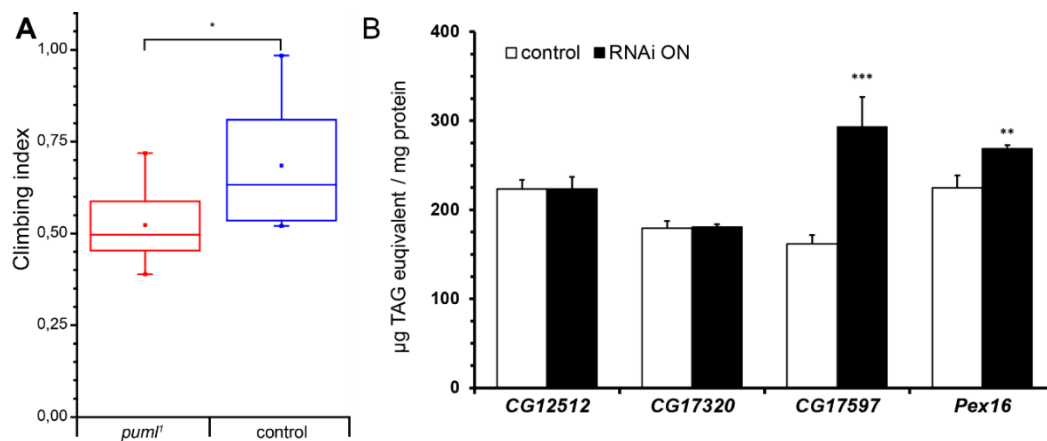 A
*
1,00
0,75
0,50
0,25
0,00
Climbing index
puml¹ control
B
400
300
200
100
0
µg TAG euqivalent / mg protein
control RNAi ON
***
**
CG12512 CG17320 CG17597 Pex16